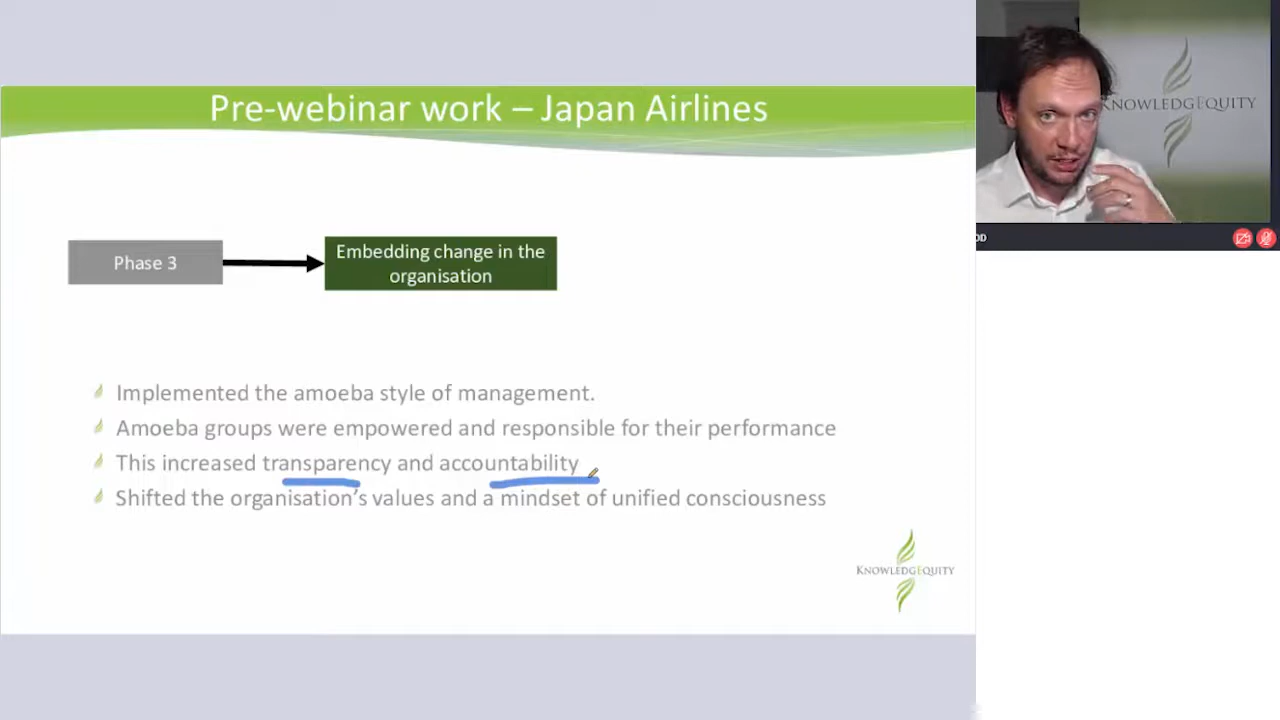 Pre-webinar work – Japan Airlines
KNOWLEDGEQUITY
OD
Phase 3
Embedding change in the
organisation
Implemented the amoeba style of management.
Amoeba groups were empowered and responsible for their performance
This increased transparency and accountability
Shifted the organisation's values and a mindset of unified consciousness
KNOWLEDGEQUITY